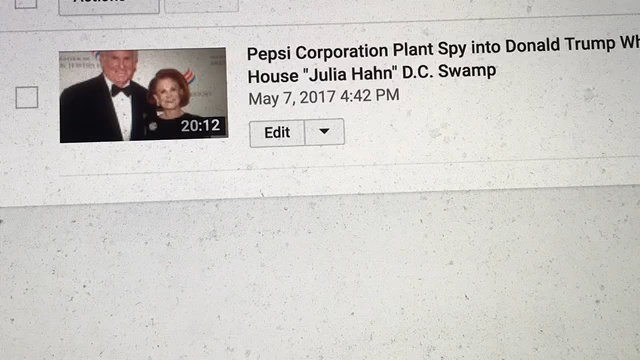 Pepsi Corporation Plant Spy into Donald Trump
House "Julia Hahn" D.C. Swamp
May 7, 2017 4:42 PM
20:12
Edit